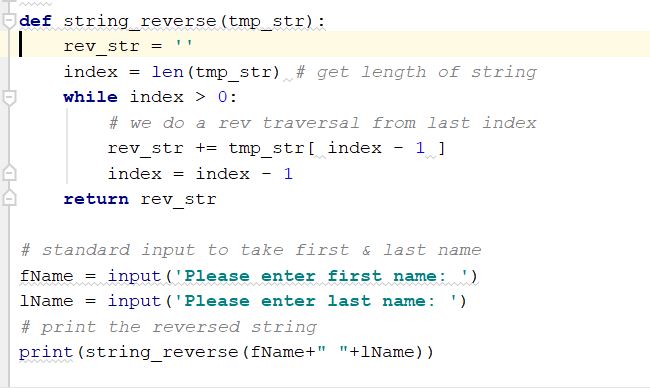 def string_reverse(tmp_str):
    rev_str = ''
    index = len(tmp_str) # get length of string
    while index > 0:
        # we do a rev traversal from last index
        rev_str += tmp_str[ index - 1 ]
        index = index - 1
    return rev_str

# standard input to take first & last name
fName = input('Please enter first name: ')
lName = input('Please enter last name: ')
# print the reversed string
print(string_reverse(fName+" "+lName))